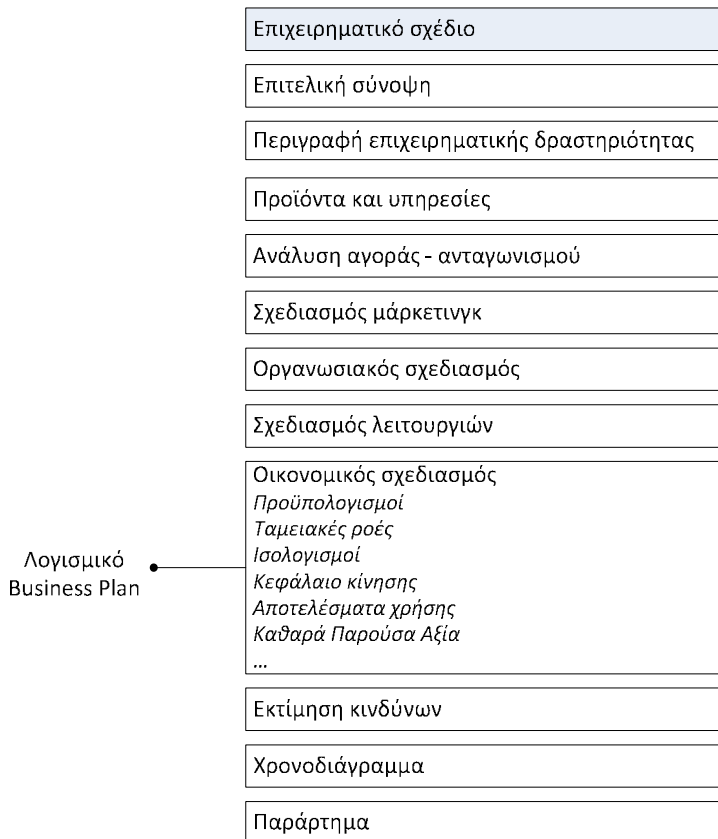 Επιχειρηματικό σχέδιο
Επιτελική σύνοψη
Περιγραφή επιχειρηματικής δραστηριότητας
Προϊόντα και υπηρεσίες
Ανάλυση αγοράς - ανταγωνισμού
Σχεδιασμός μάρκετινγκ
Οργανωσιακός σχεδιασμός
Σχεδιασμός λειτουργιών
Οικονομικός σχεδιασμός
Προϋπολογισμοί
Ταμειακές ροές
Ισολογισμοί
Κεφάλαιο κίνησης
Αποτελέσματα χρήσης
Καθαρά Παρούσα Αξία
...
Λογισμικό
Business Plan
Εκτίμηση κινδύνων
Χρονοδιάγραμμα
Παράρτημα